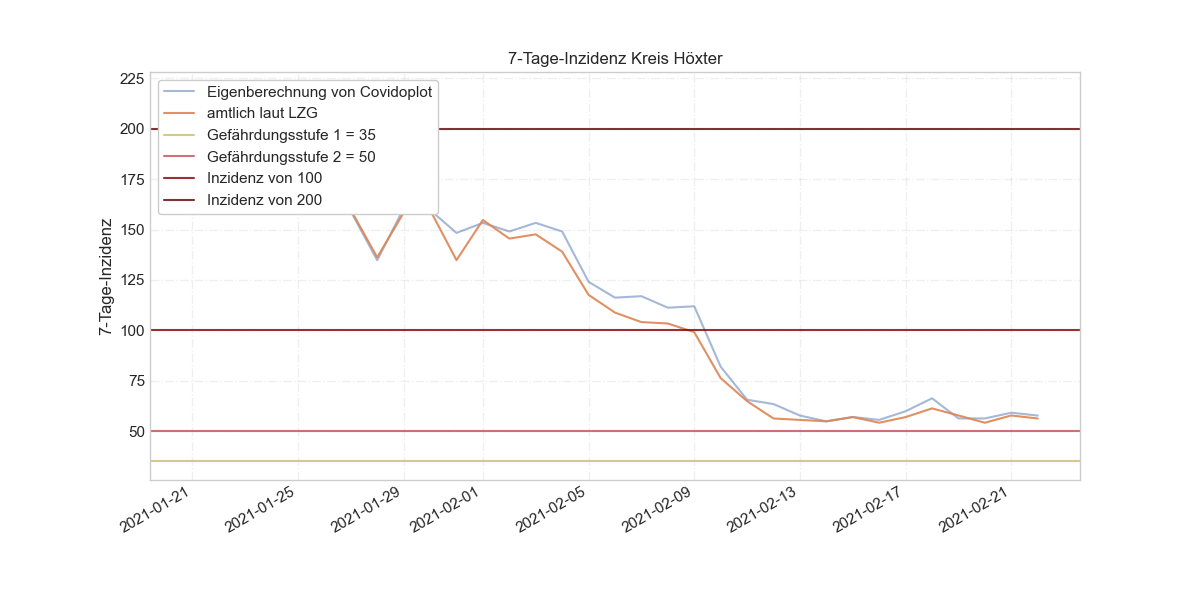 7-Tage-Inzidenz Kreis Höxter
225
200
175
150
125
100
75
50
7-Tage-Inzidenz
Eigenberechnung von Covidoplot
amtlich laut LZG
Gefährdungsstufe 1 = 35
Gefährdungsstufe 2 = 50
Inzidenz von 100
Inzidenz von 200
2021-01-21
2021-01-25
2021-01-29
2021-02-01
2021-02-05
2021-02-09
2021-02-13
2021-02-17
2021-02-21